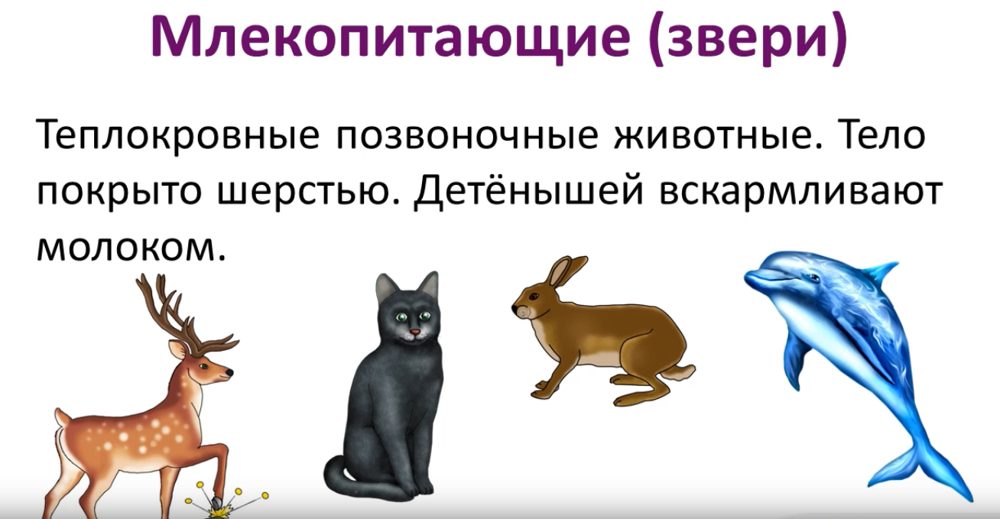 Млекопитающие (звери)
Теплокровные позвоночные животные. Тело
покрыто шерстью. Детёнышей вскармливают
молоком.